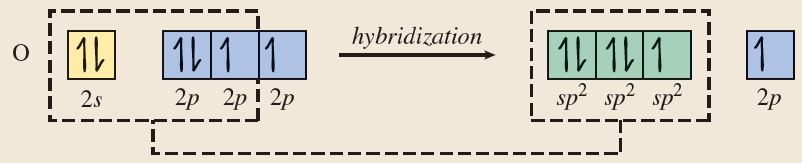 hybridization
O
2s 2p 2p 2p sp² sp² sp² 2p